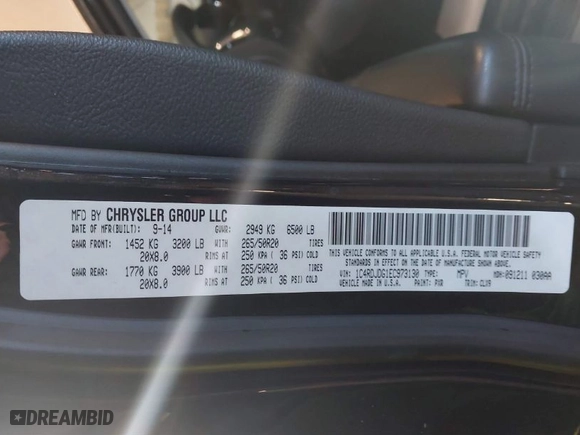 MFD BY CHRYSLER GROUP LLC
DATE OF MFR(BUILT): 9-14 GVWR: 2949 KG 6500 LB
GAWR FRONT: 1452 KG 3200 LB WITH 265/50R20 TIRES
20X8.0 RIMS AT 250 KPA ( 36 PSI) COLD
GAWR REAR: 1770 KG 3900 LB WITH 265/50R20 TIRES
20X8.0 RIMS AT 250 KPA ( 36 PSI) COLD
THIS VEHICLE CONFORMS TO ALL APPLICABLE U.S.A. FEDERAL MOTOR VEHICLE SAFETY
STANDARDS IN EFFECT ON THE DATE OF MANUFACTURE SHOWN ABOVE.
VIN: 1C4RDJDG1EC973130 TYPE: MPV MDH: 091211 030AA
VEHICLE MADE IN U.S.A. PAINT: PXR TRIM: CLX9
DREAMBID